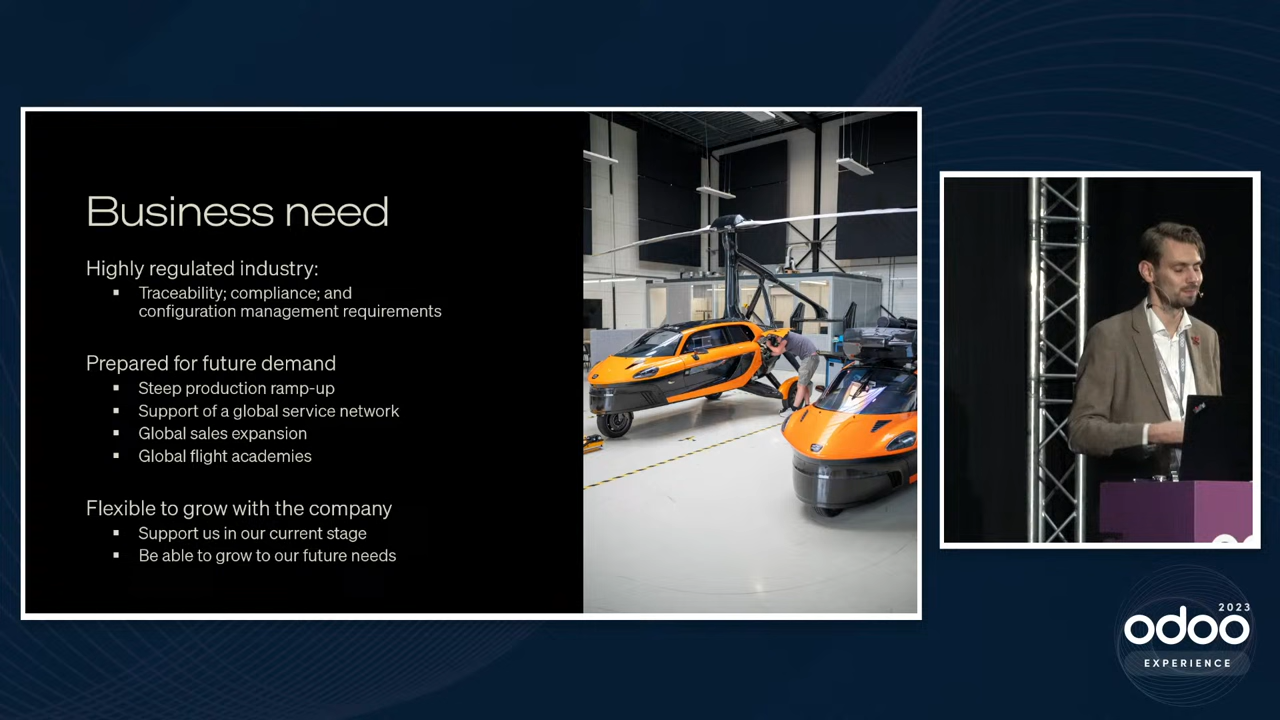 Business need
Highly regulated industry:
▪ Traceability; compliance; and
configuration management requirements
Prepared for future demand
▪ Steep production ramp-up
▪ Support of a global service network
▪ Global sales expansion
▪ Global flight academies
Flexible to grow with the company
▪ Support us in our current stage
▪ Be able to grow to our future needs
2023
odoo
EXPERIENCE